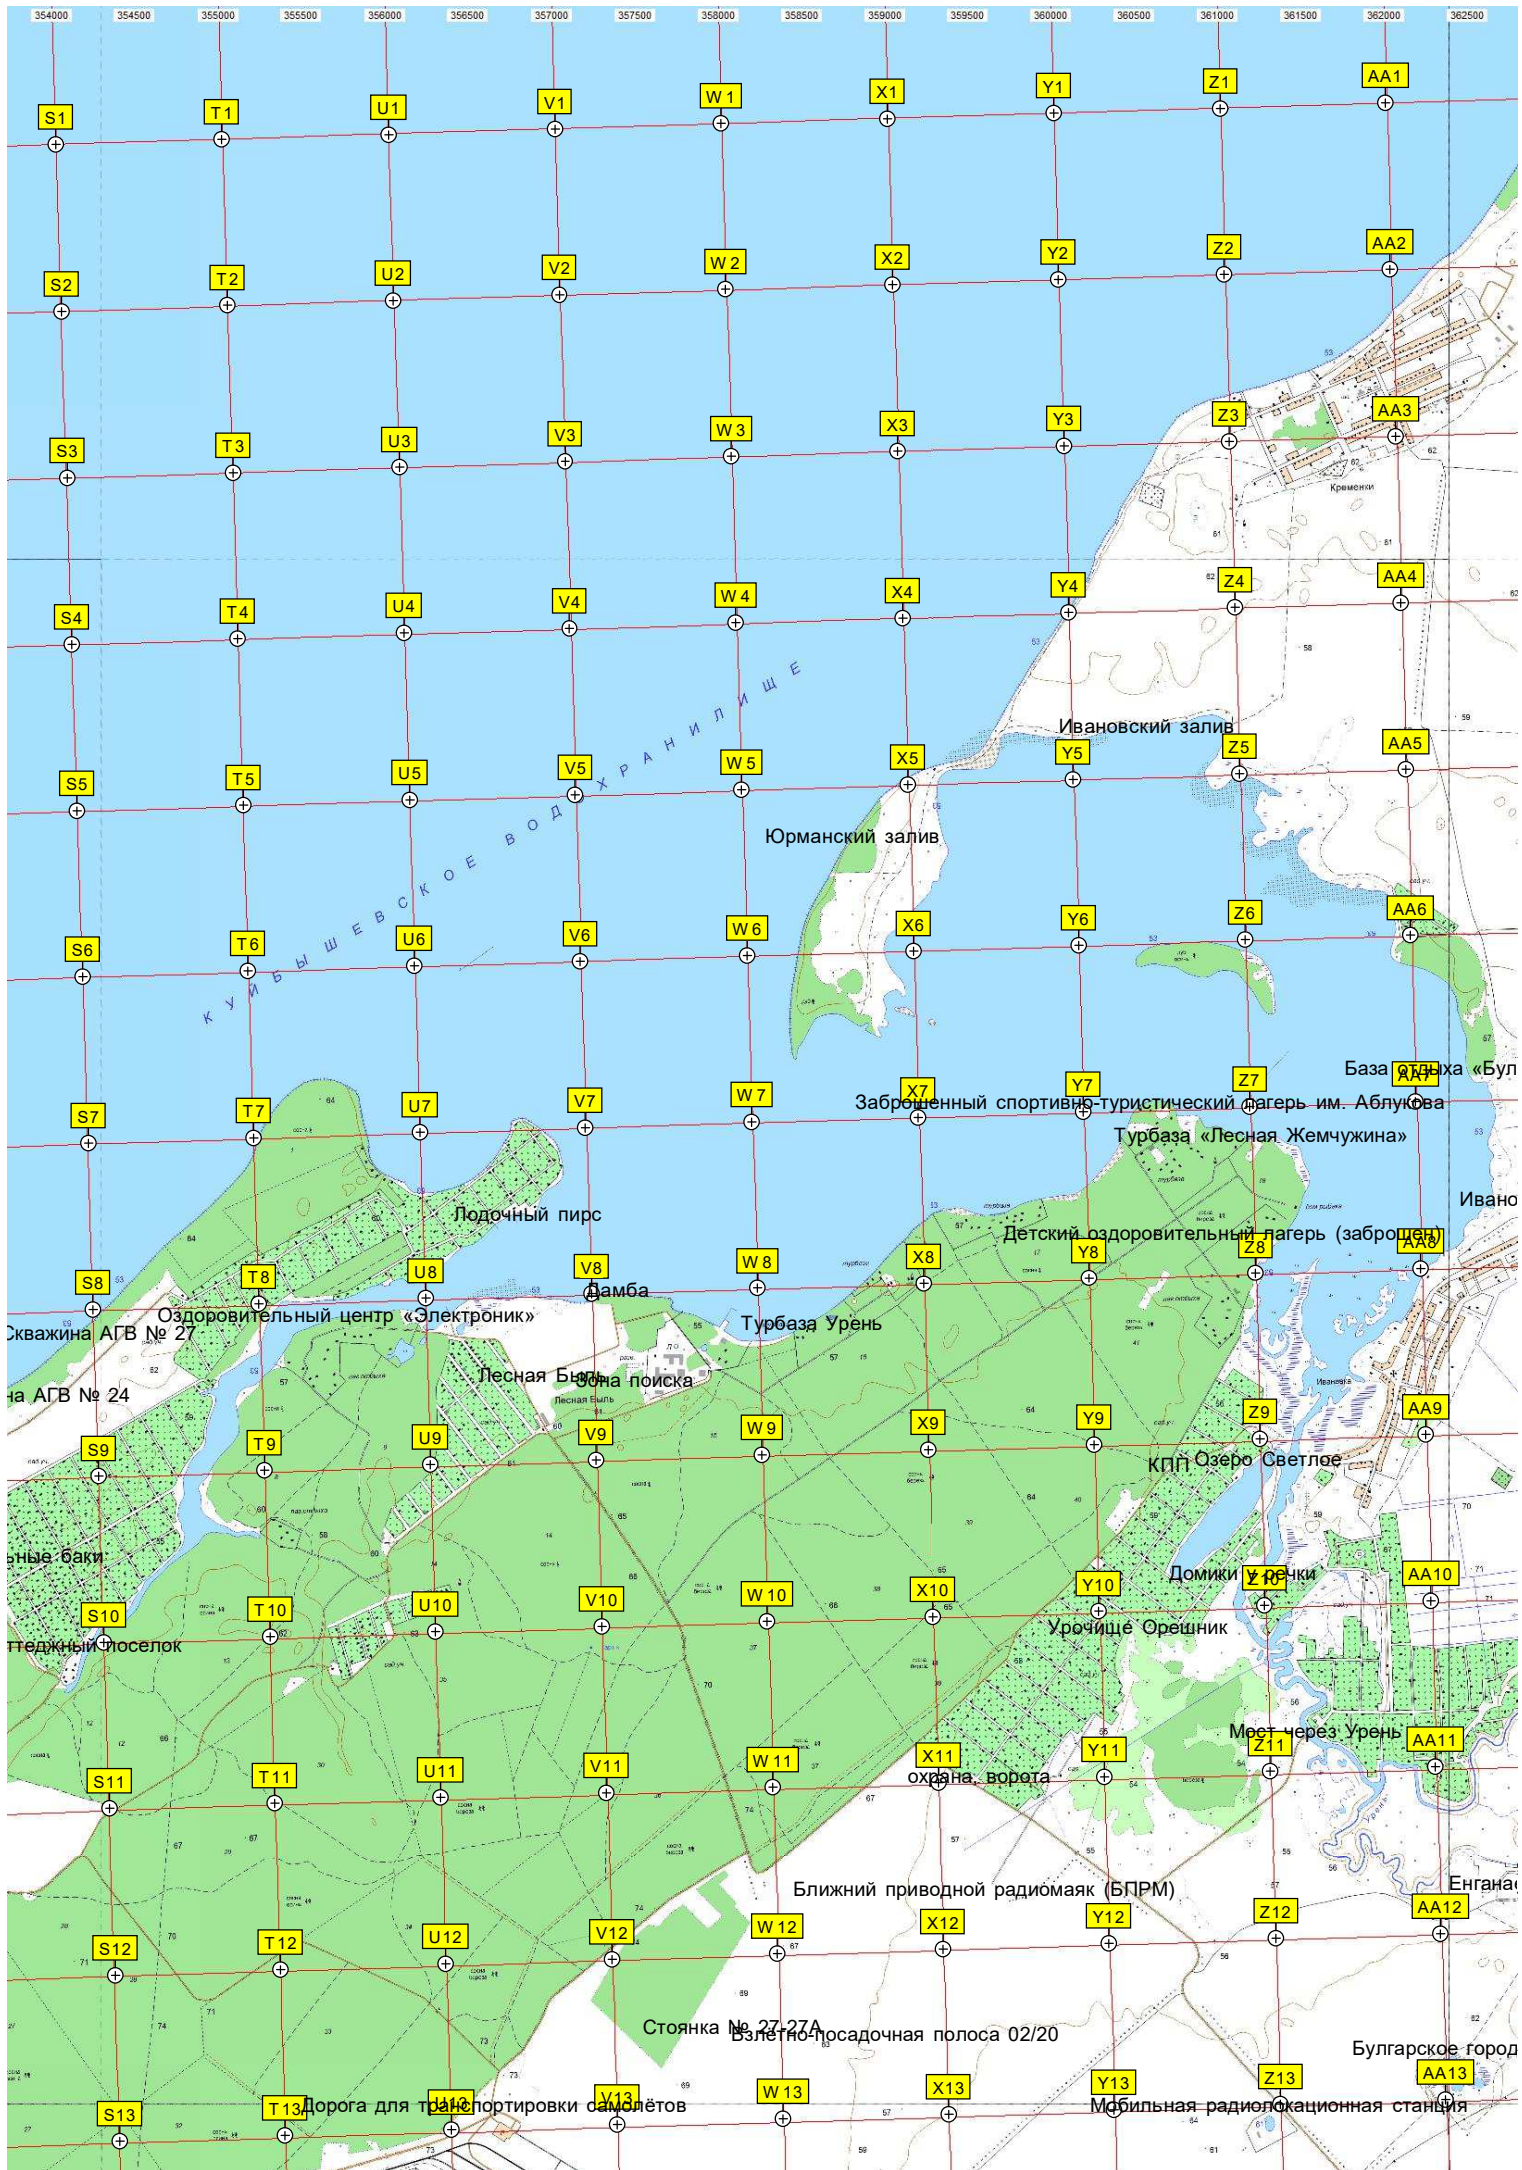 354000 354500 355000 355500 356000 356500 357000 357500 358000 358500 359000 359500 360000 360500 361000 361500 362000 362500
S1 T1 U1 V1 W1 X1 Y1 Z1 AA1
S2 T2 U2 V2 W2 X2 Y2 Z2 AA2
S3 T3 U3 V3 W3 X3 Y3 Z3 AA3
Кременки
S4 T4 U4 V4 W4 X4 Y4 Z4 AA4
КУЙБЫШЕВСКОЕ ВОДОХРАНИЛИЩЕ
Ивановский залив
S5 T5 U5 V5 W5 X5 Y5 Z5 AA5
Юрманский залив
S6 T6 U6 V6 W6 X6 Y6 Z6 AA6
База отдыха «Бул
S7 T7 U7 V7 W7 X7 Y7 Z7 AA7
Заброшенный спортивно-туристический лагерь им. Аблукова
Турбаза «Лесная Жемчужина»
Ивано
Лодочный пирс
Детский оздоровительный лагерь (заброшен)
S8 T8 U8 V8 W8 X8 Y8 Z8 AA8
Дамба
Оздоровительный центр «Электроник»
Турбаза Урень
Скважина АГВ № 27
Лесная Быль
Зона поиска
Ивановка
на АГВ № 24
Лесная Быль
S9 T9 U9 V9 W9 X9 Y9 Z9 AA9
КПП
Озеро Светлое
ьные баки
Домики у речки
S10 T10 U10 V10 W10 X10 Y10 Z10 AA10
Урочище Орешник
ттеджный поселок
Мост через Урень
S11 T11 U11 V11 W11 X11 Y11 Z11 AA11
охрана, ворота
Урень
Ближний приводной радиомаяк (БПРМ)
Енганае
S12 T12 U12 V12 W12 X12 Y12 Z12 AA12
Стоянка № 27-27А
Взлетно-посадочная полоса 02/20
Булгарское город
S13 T13 U13 V13 W13 X13 Y13 Z13 AA13
Дорога для транспортировки самолётов
Мобильная радиолокационная станция